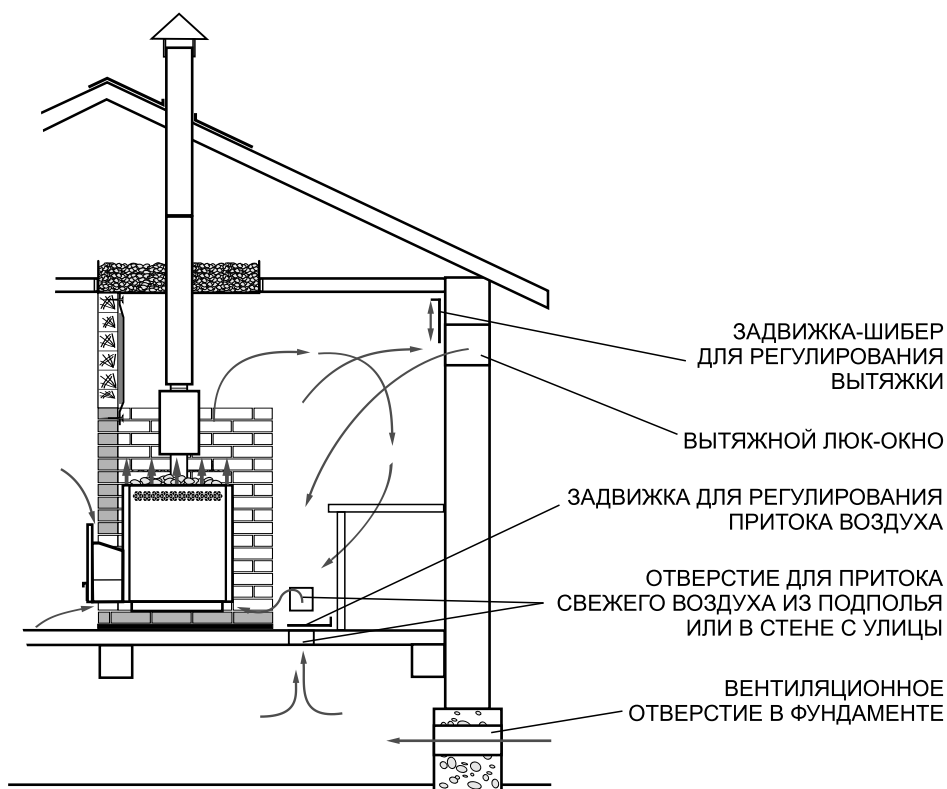 ЗАДВИЖКА-ШИБЕР
ДЛЯ РЕГУЛИРОВАНИЯ
ВЫТЯЖКИ
ВЫТЯЖНОЙ ЛЮК-ОКНО
ЗАДВИЖКА ДЛЯ РЕГУЛИРОВАНИЯ
ПРИТОКА ВОЗДУХА
ОТВЕРСТИЕ ДЛЯ ПРИТОКА
СВЕЖЕГО ВОЗДУХА ИЗ ПОДПОЛЬЯ
ИЛИ В СТЕНЕ С УЛИЦЫ
ВЕНТИЛЯЦИОННОЕ
ОТВЕРСТИЕ В ФУНДАМЕНТЕ